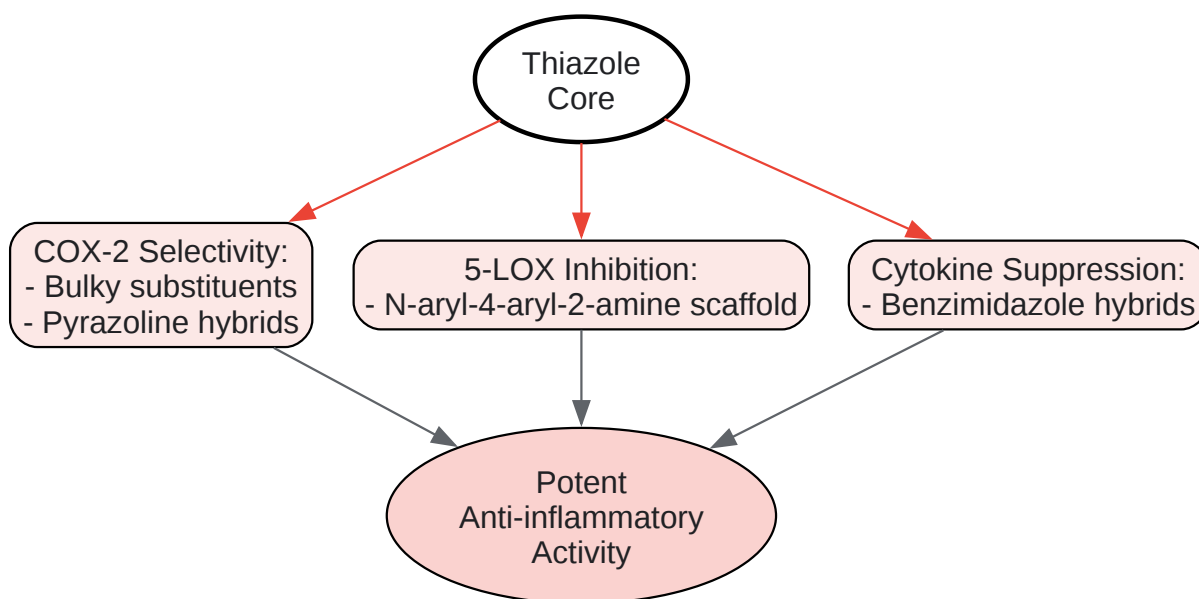 Thiazole
Core
COX-2 Selectivity:
- Bulky substituents
- Pyrazoline hybrids
5-LOX Inhibition:
- N-aryl-4-aryl-2-amine scaffold
Cytokine Suppression:
- Benzimidazole hybrids
Potent
Anti-inflammatory
Activity